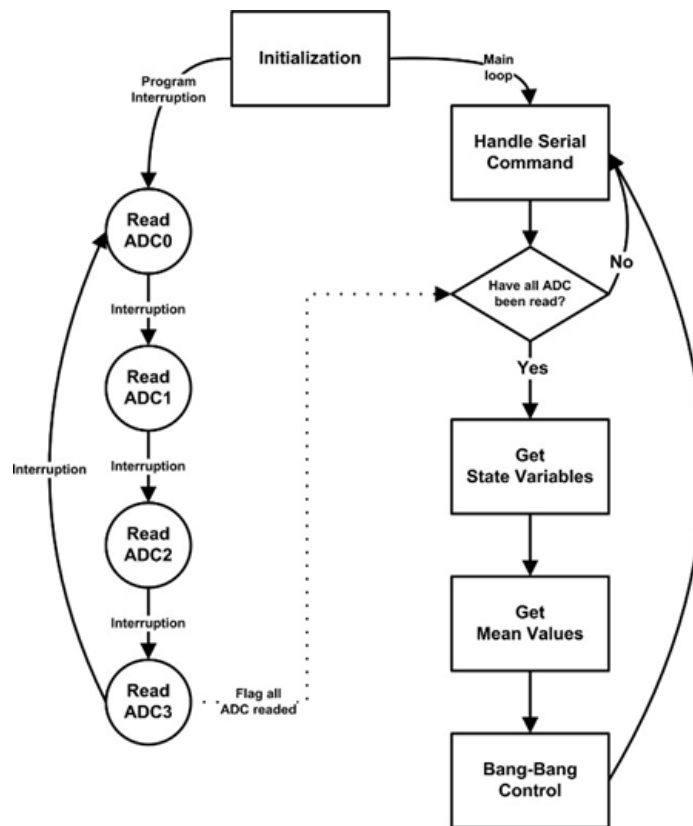 Initialization
Program
Interruption
Main
loop
Handle Serial
Command
Read
ADC0
Interruption
Have all ADC
been read?
No
Yes
Read
ADC1
Interruption
Interruption
Get
State Variables
Read
ADC2
Interruption
Get
Mean Values
Read
ADC3
Flag all
ADC readed
Bang-Bang
Control